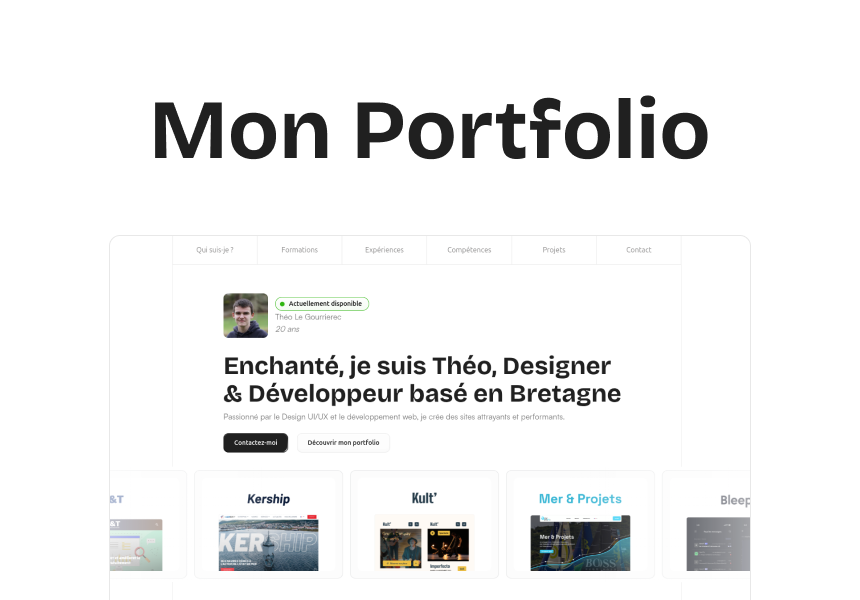 Mon Portfolio
Qui suis-je ? Formations Expériences Compétences Projets Contact
Actuellement disponible
Théo Le Gourrierec
20 ans
Enchanté, je suis Théo, Designer
& Développeur basé en Bretagne
Passionné par le Design UI/UX et le développement web, je crée des sites attrayants et performants.
Contactez-moi Découvrir mon portfolio
&T Kership Kult' Mer & Projets Bleep
&T KERSHIP Kult' Kult' Mer & Projets
Imperfecto